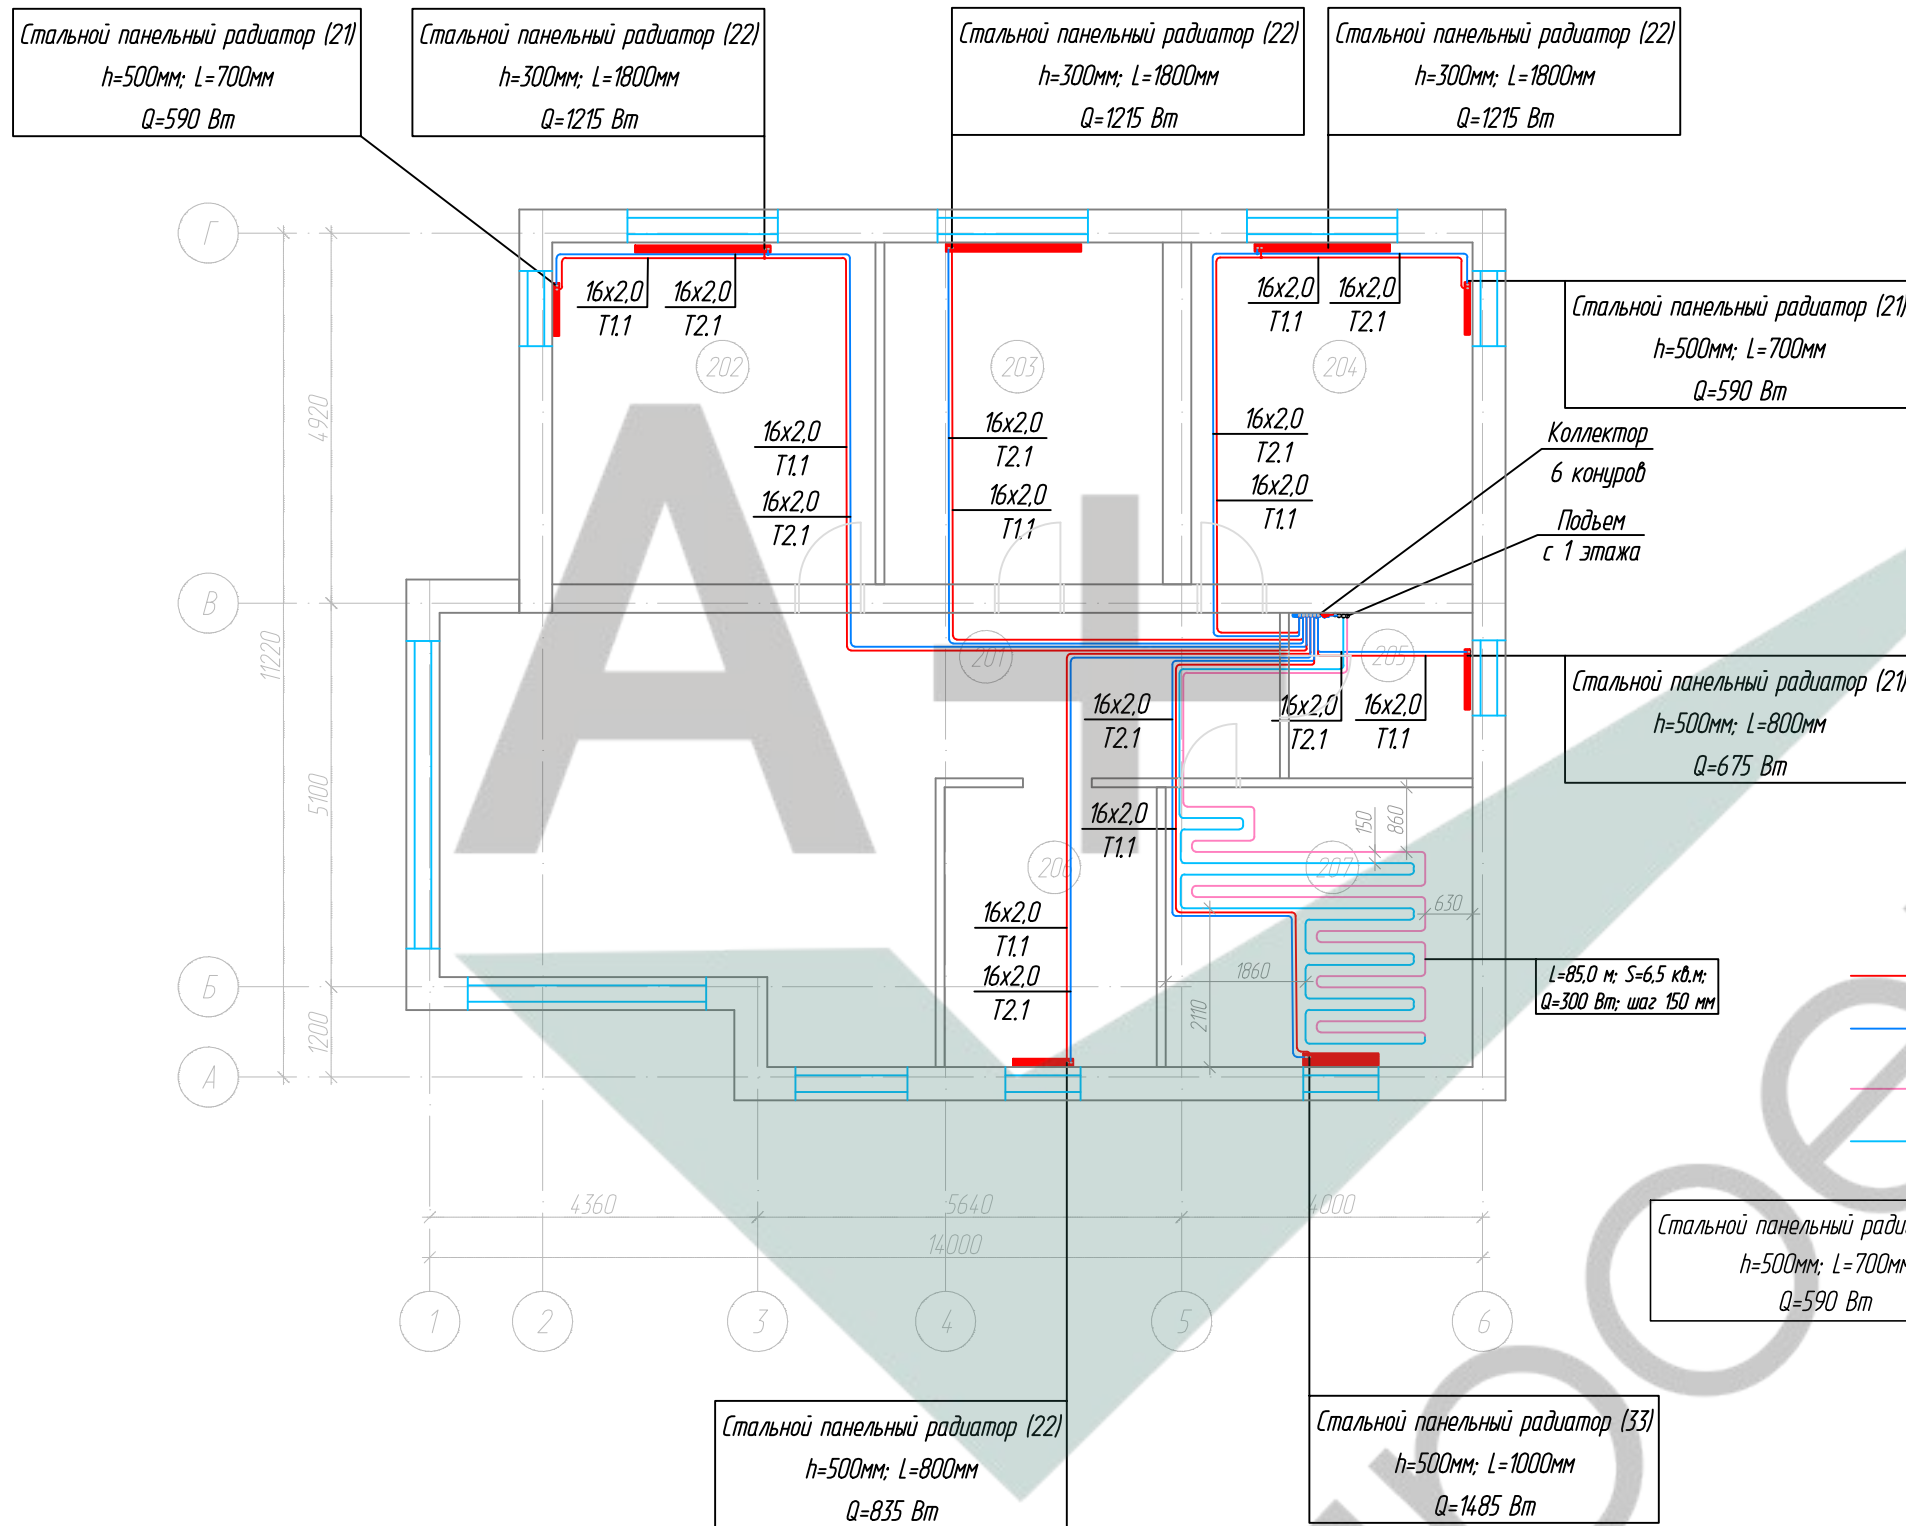 Стальной панельный радиатор (21)
h=500мм; L=700мм
Q=590 Вт
Стальной панельный радиатор (22)
h=300мм; L=1800мм
Q=1215 Вт
Стальной панельный радиатор (22)
h=300мм; L=1800мм
Q=1215 Вт
Стальной панельный радиатор (22)
h=300мм; L=1800мм
Q=1215 Вт
Г
16х2,0
Т1.1
16х2,0
Т2.1
16х2,0
Т1.1
16х2,0
Т2.1
Стальной панельный радиатор (21)
h=500мм; L=700мм
Q=590 Вт
202
203
204
4920
16х2,0
Т1.1
16х2,0
Т2.1
16х2,0
Т2.1
16х2,0
Т1.1
16х2,0
Т2.1
16х2,0
Т1.1
Коллектор
6 конуров
Подьем
с 1 этажа
В
11220
201
205
Стальной панельный радиатор (21)
h=500мм; L=800мм
Q=675 Вт
16х2,0
Т2.1
16х2,0
Т2.1
16х2,0
Т1.1
5100
16х2,0
Т1.1
150
860
206
207
16х2,0
Т1.1
16х2,0
Т2.1
630
1860
2110
L=85,0 м; S=6,5 кв.м;
Q=300 Вт; шаг 150 мм
Б
1200
А
4360
5640
4000
14000
1
2
3
4
5
6
Стальной панельный
h=500мм; L=700м
Q=590 Вт
Стальной панельный радиатор (22)
h=500мм; L=800мм
Q=835 Вт
Стальной панельный радиатор (33)
h=500мм; L=1000мм
Q=1485 Вт